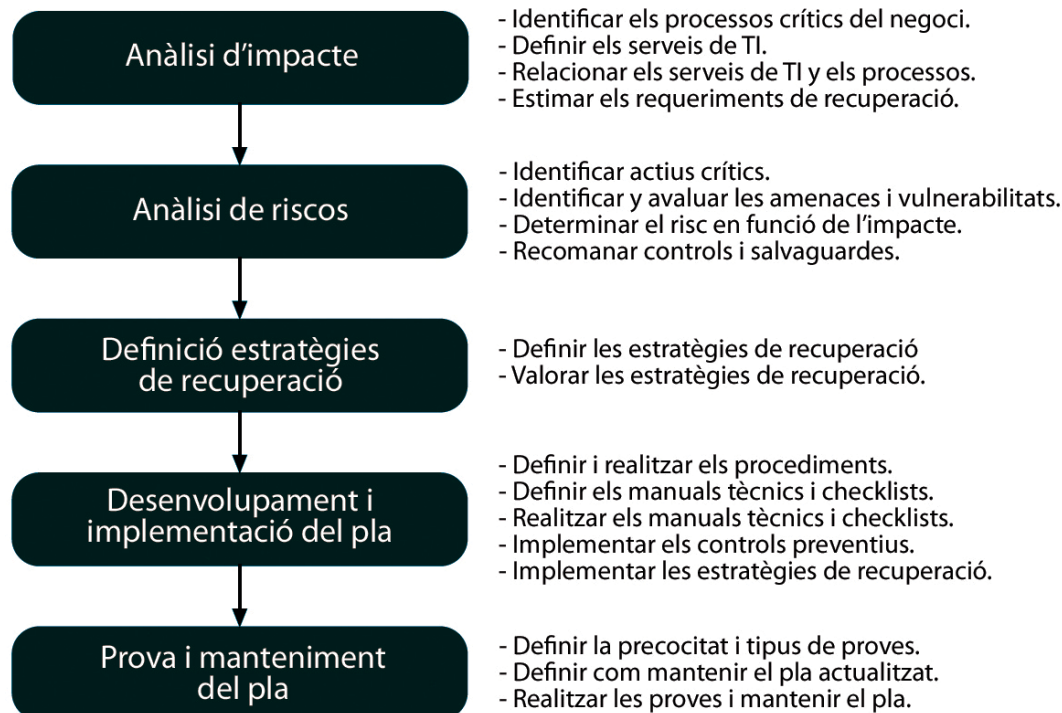 Anàlisi d’impacte
- Identificar els processos crítics del negoci.
- Definir els serveis de TI.
- Relacionar els serveis de TI y els processos.
- Estimar els requeriments de recuperació.
Anàlisi de riscos
- Identificar actius crítics.
- Identificar y avaluar les amenaces i vulnerabilitats.
- Determinar el risc en funció de l’impacte.
- Recomanar controls i salvaguardes.
Definició estratègies
de recuperació
- Definir les estratègies de recuperació
- Valorar les estratègies de recuperació.
Desenvolupament i
implementació del pla
- Definir i realitzar els procediments.
- Definir els manuals tècnics i checklists.
- Realitzar els manuals tècnics i checklists.
- Implementar els controls preventius.
- Implementar les estratègies de recuperació.
Prova i manteniment
del pla
- Definir la precocitat i tipus de proves.
- Definir com mantenir el pla actualitzat.
- Realitzar les proves i mantenir el pla.